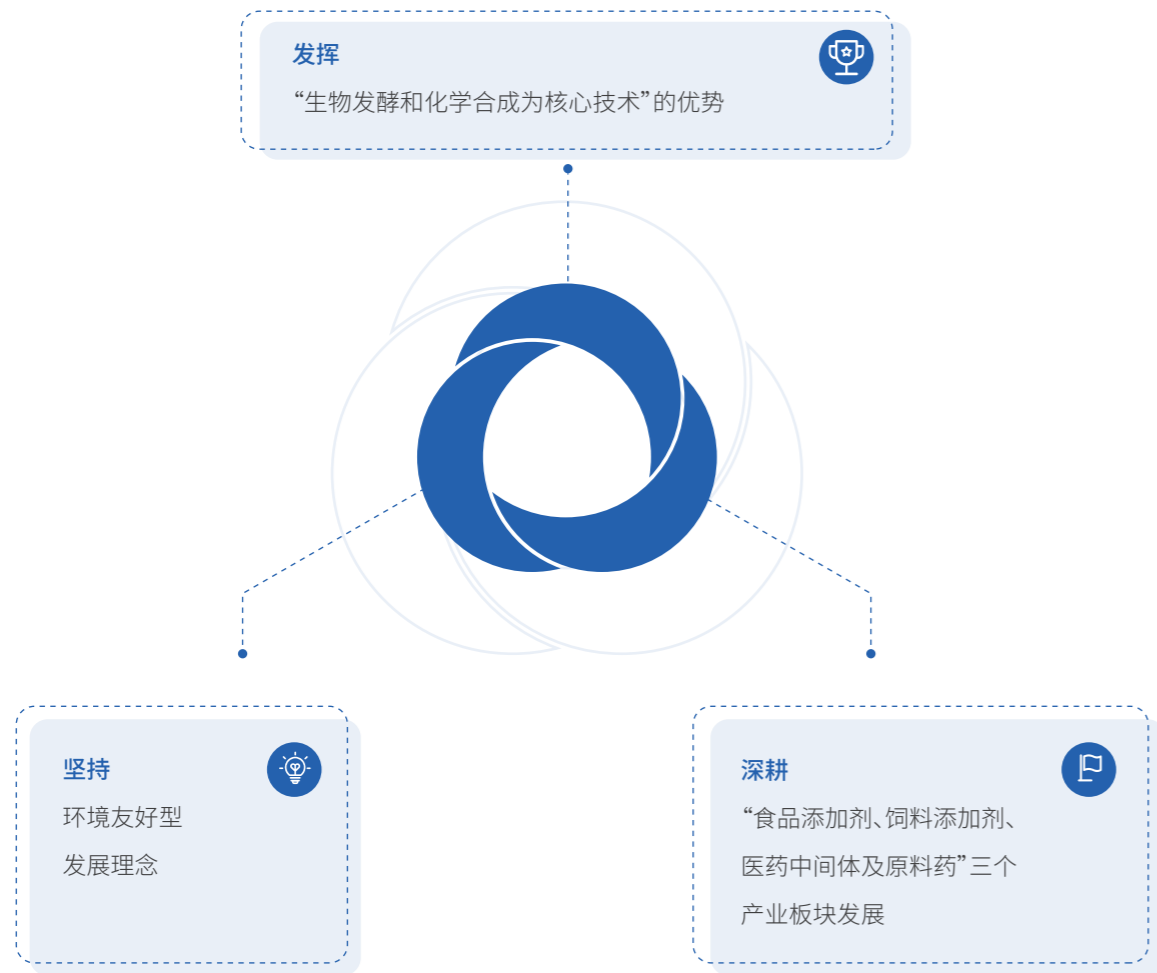 发挥
“生物发酵和化学合成为核心技术”的优势
坚持
环境友好型
发展理念
深耕
“食品添加剂、饲料添加剂、
医药中间体及原料药”三个
产业板块发展